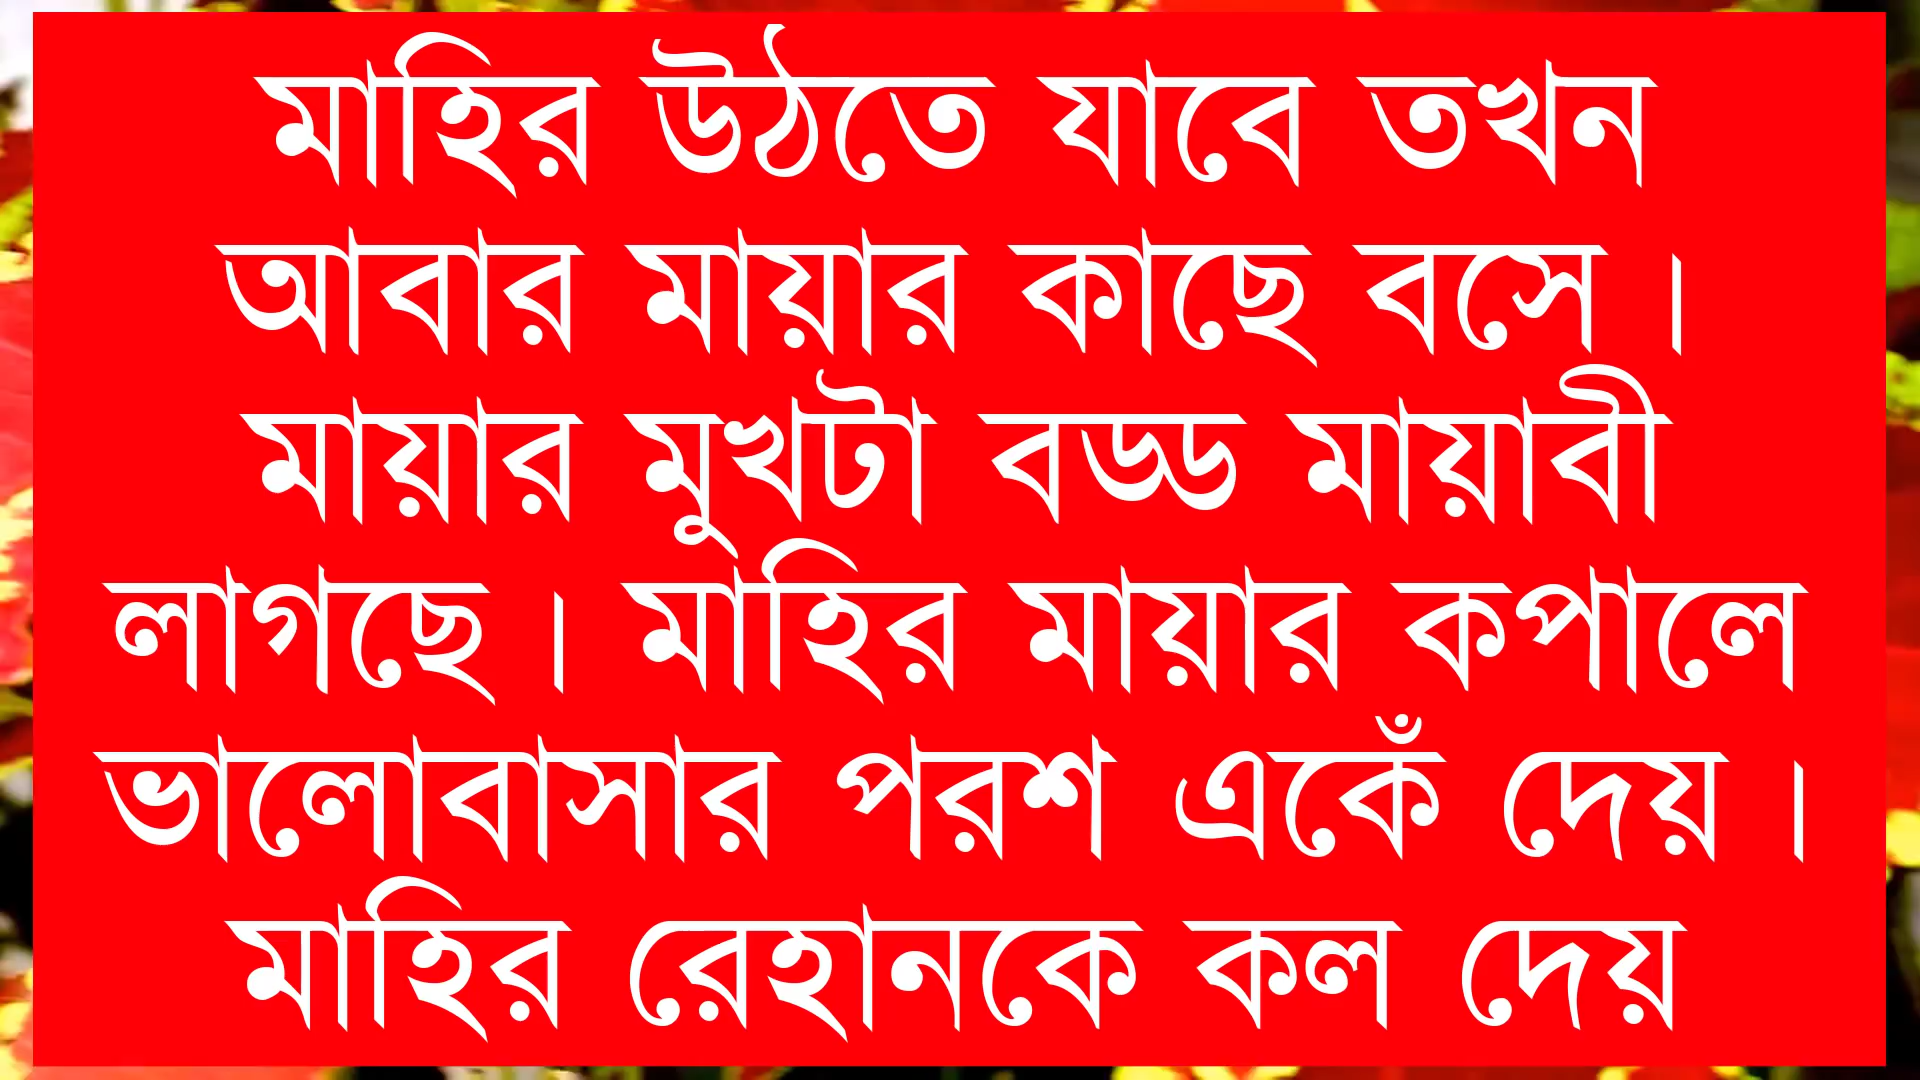 মাহির উঠতে যাবে তখন
আবার মায়ার কাছে বসে ।
মায়ার মুখটা বড্ড মায়াবী
লাগছে । মাহির মায়ার কপালে
ভালোবাসার পরশ একেঁ দেয় ।
মাহির রেহানকে কল দেয়